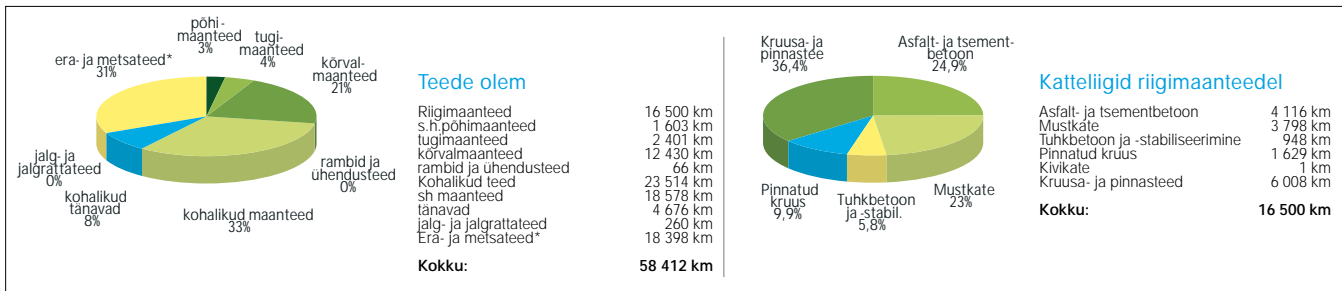 põhi-
maanteed
3%
tugi-
maanteed
4%
kõrval-
maanteed
21%
era- ja metsateed*
31%
jalg- ja
jalgrattateed
0%
kohalikud
tänavad
8%
kohalikud maanteed
33%
rambid ja
ühendusteed
0%
Teede olem
Riigimaanteed 16 500 km
s.h.põhimaanteed 1 603 km
tugimaanteed 2 401 km
kõrvalmaanteed 12 430 km
rambid ja ühendusteed 66 km
Kohalikud teed 23 514 km
sh maanteed 18 578 km
tänavad 4 676 km
jalg- ja jalgrattateed 260 km
Era- ja metsateed* 18 398 km
Kokku: 58 412 km
Kruusa- ja
pinnastee
36,4%
Asfalt- ja tsement-
betoon
24,9%
Pinnatud
kruus
9,9%
Tuhkbetoon
ja -stabil.
5,8%
Mustkate
23%
Katteliigid riigimaanteedel
Asfalt- ja tsementbetoon 4 116 km
Mustkate 3 798 km
Tuhkbetoon ja -stabiliseerimine 948 km
Pinnatud kruus 1 629 km
Kivikate 1 km
Kruusa- ja pinnasteed 6 008 km
Kokku: 16 500 km